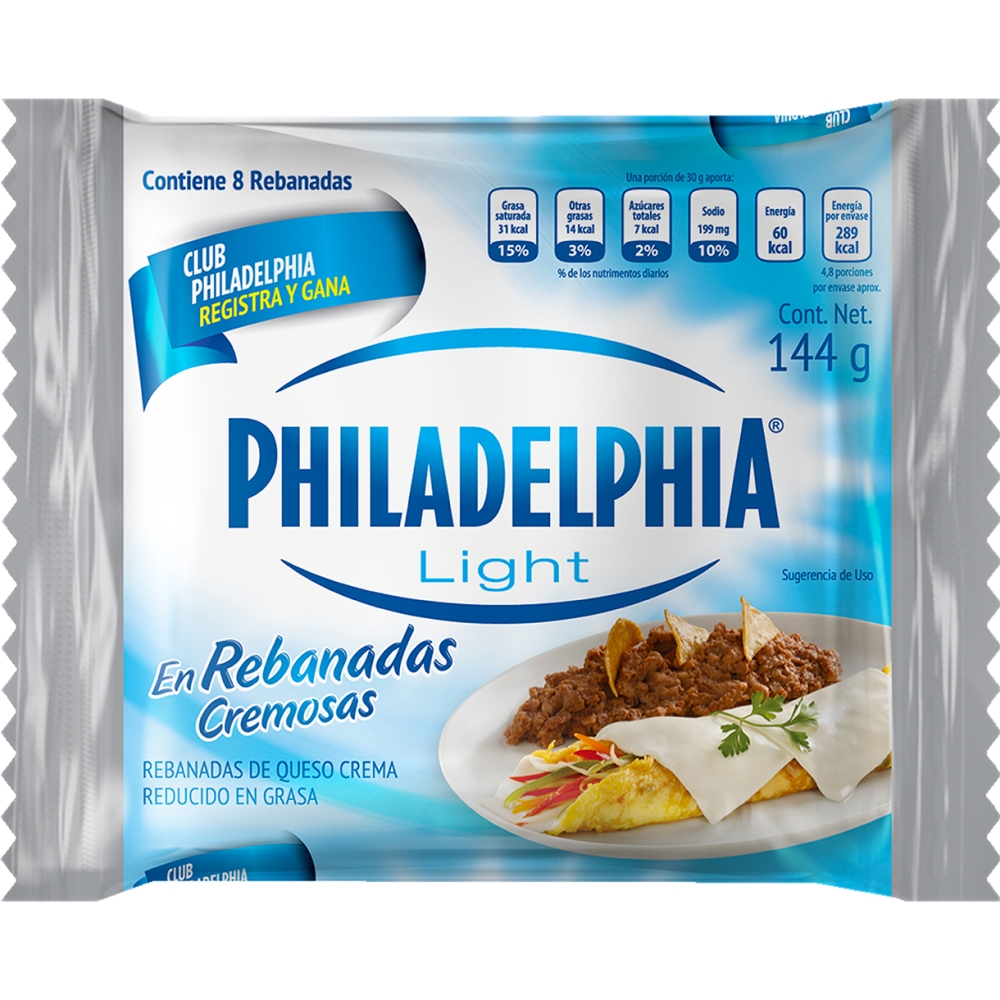 Contiene 8 Rebanadas
CLUB
PHILADELPHIA
REGISTRA Y GANA
Una porción de 30 g aporta:
Grasa
saturada
31 kcal
15%
Otras
grasas
14 kcal
3%
Azúcares
totales
7 kcal
2%
Sodio
199 mg
10%
Energía
60
kcal
Energía
por envase
289
kcal
% de los nutrimentos diarios
4,8 porciones
por envase aprox.
Cont. Net.
144 g
PHILADELPHIA®
Light
Sugerencia de Uso
En Rebanadas
Cremosas
REBANADAS DE QUESO CREMA
REDUCIDO EN GRASA
CLUB